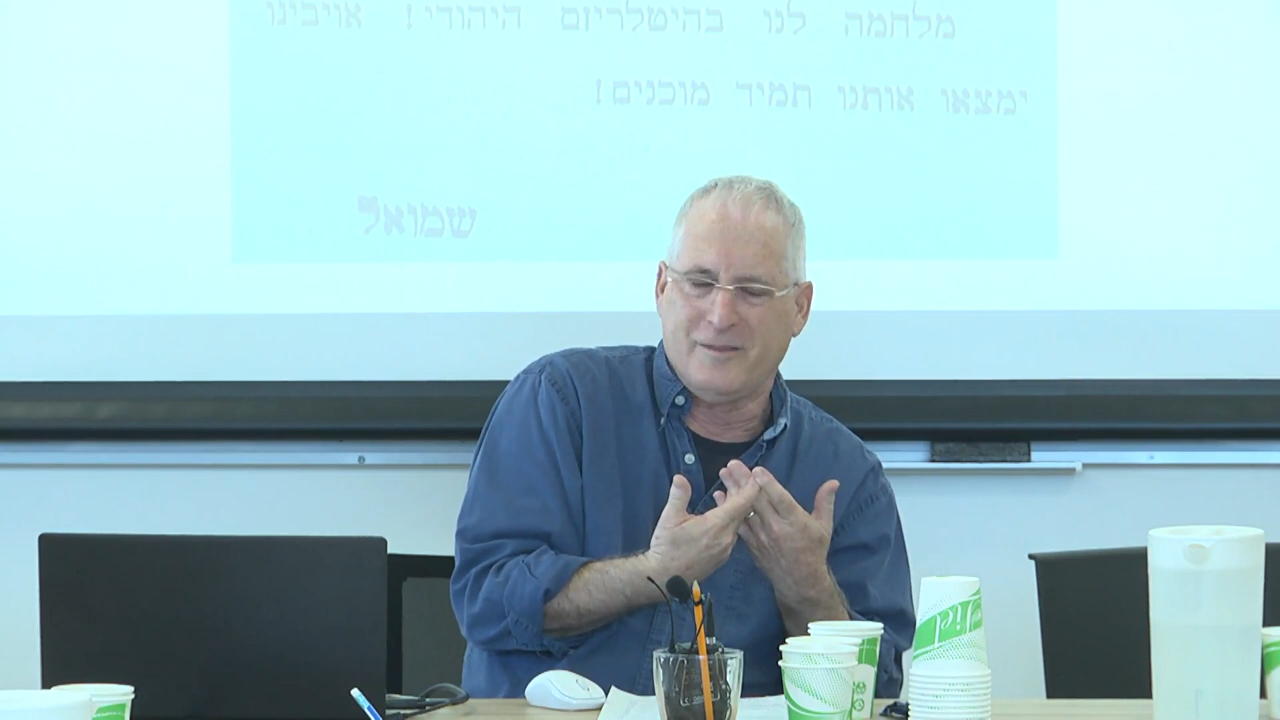 מלחמה לנו בהיטלריזם היהודי! אויבינו
ימצאו אותנו תמיד מוכנים!
שמואל